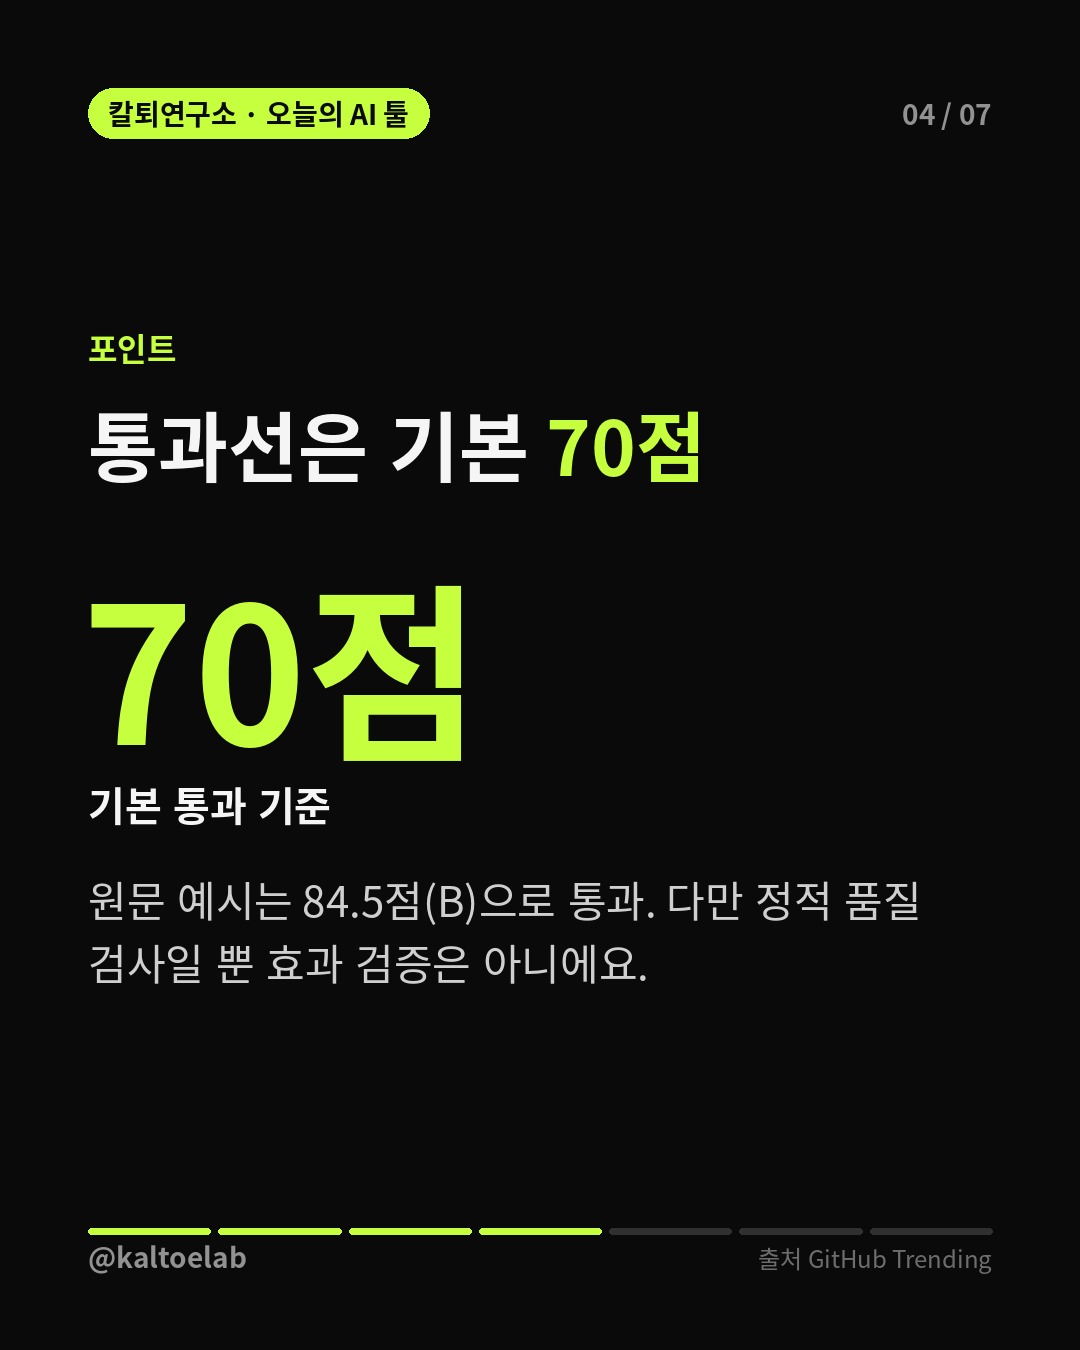 칼퇴연구소 · 오늘의 AI 툴
04 / 07
포인트
통과선은 기본 70점
70점
기본 통과 기준
원문 예시는 84.5점(B)으로 통과. 다만 정적 품질
검사일 뿐 효과 검증은 아니에요.
@kaltoelab
출처 GitHub Trending